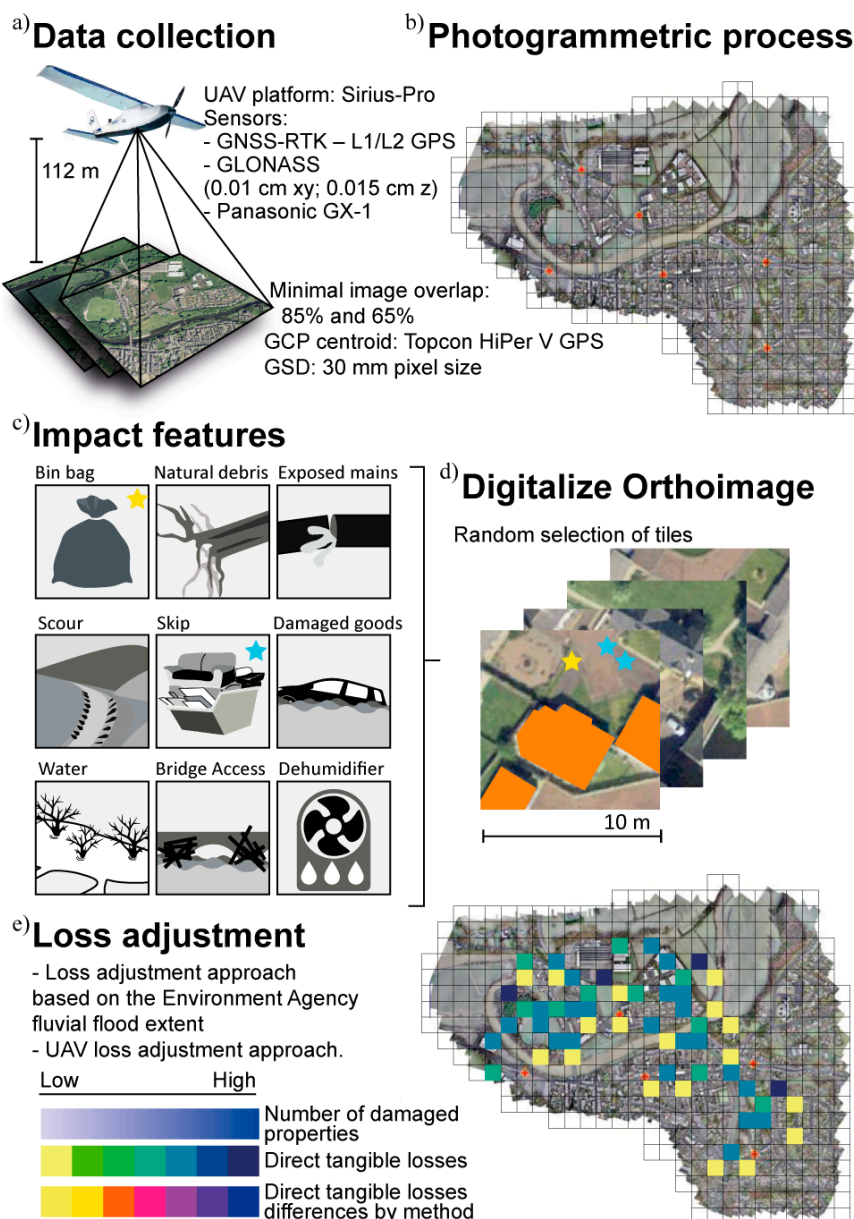 a) Data collection
UAV platform: Sirius-Pro
Sensors:
- GNSS-RTK – L1/L2 GPS
- GLONASS
(0.01 cm xy; 0.015 cm z)
- Panasonic GX-1
112 m
Minimal image overlap:
85% and 65%
GCP centroid: Topcon HiPer V GPS
GSD: 30 mm pixel size
b) Photogrammetric process
c) Impact features
Bin bag
Natural debris
Exposed mains
Scour
Skip
Damaged goods
Water
Bridge Access
Dehumidifier
d) Digitalize Orthoimage
Random selection of tiles
10 m
e) Loss adjustment
- Loss adjustment approach
based on the Environment Agency
fluvial flood extent
- UAV loss adjustment approach.
Low High
Number of damaged
properties
Direct tangible losses
Direct tangible losses
differences by method